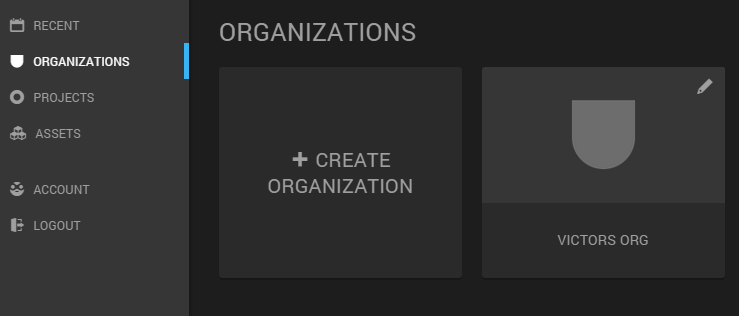 RECENT
ORGANIZATIONS
PROJECTS
ASSETS
ACCOUNT
LOGOUT
ORGANIZATIONS
+ CREATE
ORGANIZATION
VICTORS ORG